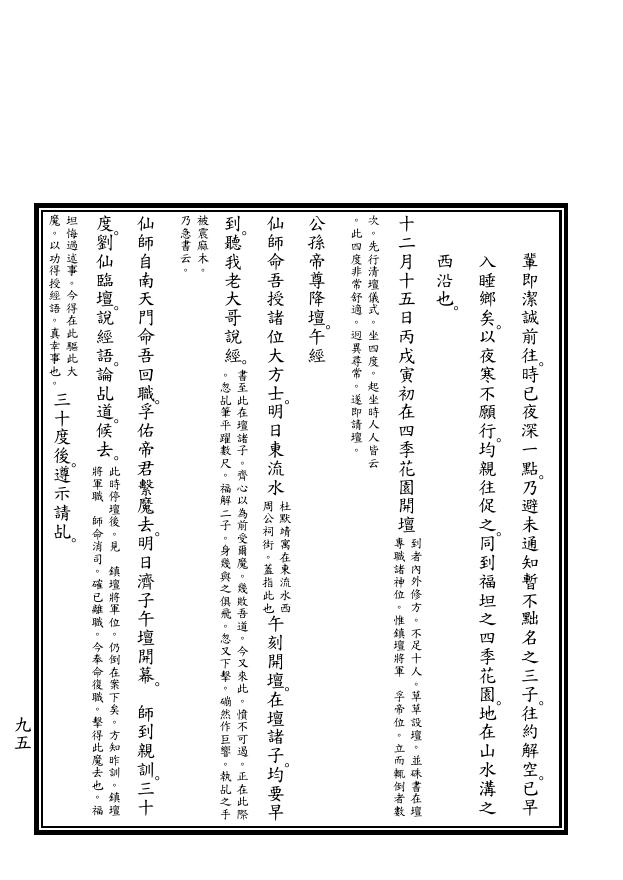 輩即潔誠前往。時已夜深一點。乃避未通知暫不點名之三子。往約解空。已早
入睡鄉矣。以夜寒不願行。均親往促之。同到福坦之四季花園。地在山水溝之
西沿也。
十二月十五日丙戌寅初在四季花園開壇到者內外修方。不足十人。草草設壇。並硃書在壇
專職諸神位。惟鎮壇將軍 孚帝位。立而輒倒者數
次。先行清壇儀式。坐四度。起坐時人人皆云
。此四度非常舒適。迥異尋常。遂即請壇。
公孫帝尊降壇。午經
仙師命吾授諸位大方士。明日東流水杜默靖寓在東流水西
周公祠街。蓋指此也午刻開壇。在壇諸子。均要早
到。聽我老大哥說經。書至此在壇諸子。齊心以為前受爾魔。幾敗吾道。今又來此。憤不可遏。正在此際
。忽乩筆平躍數尺。福解二子。身幾與之俱飛。忽又下擊。磞然作巨響。執乩之手
被震麻木。
乃急書云。
仙師自南天門命吾回職。孚佑帝君繫魔去。明日濟子午壇開幕。 師到親訓。三十
度。劉仙臨壇。說經語。論乩道。候去。此時停壇後。見 鎮壇將軍位。仍倒在案下矣。方知昨訓。鎮壇
將軍職 師命消司。確已離職。今奉命復職。擊得此魔去也。福
坦悔過述事。今得在此驅此大
魔。以功得授經語。真幸事也。三十度後。遵示請乩。
九五